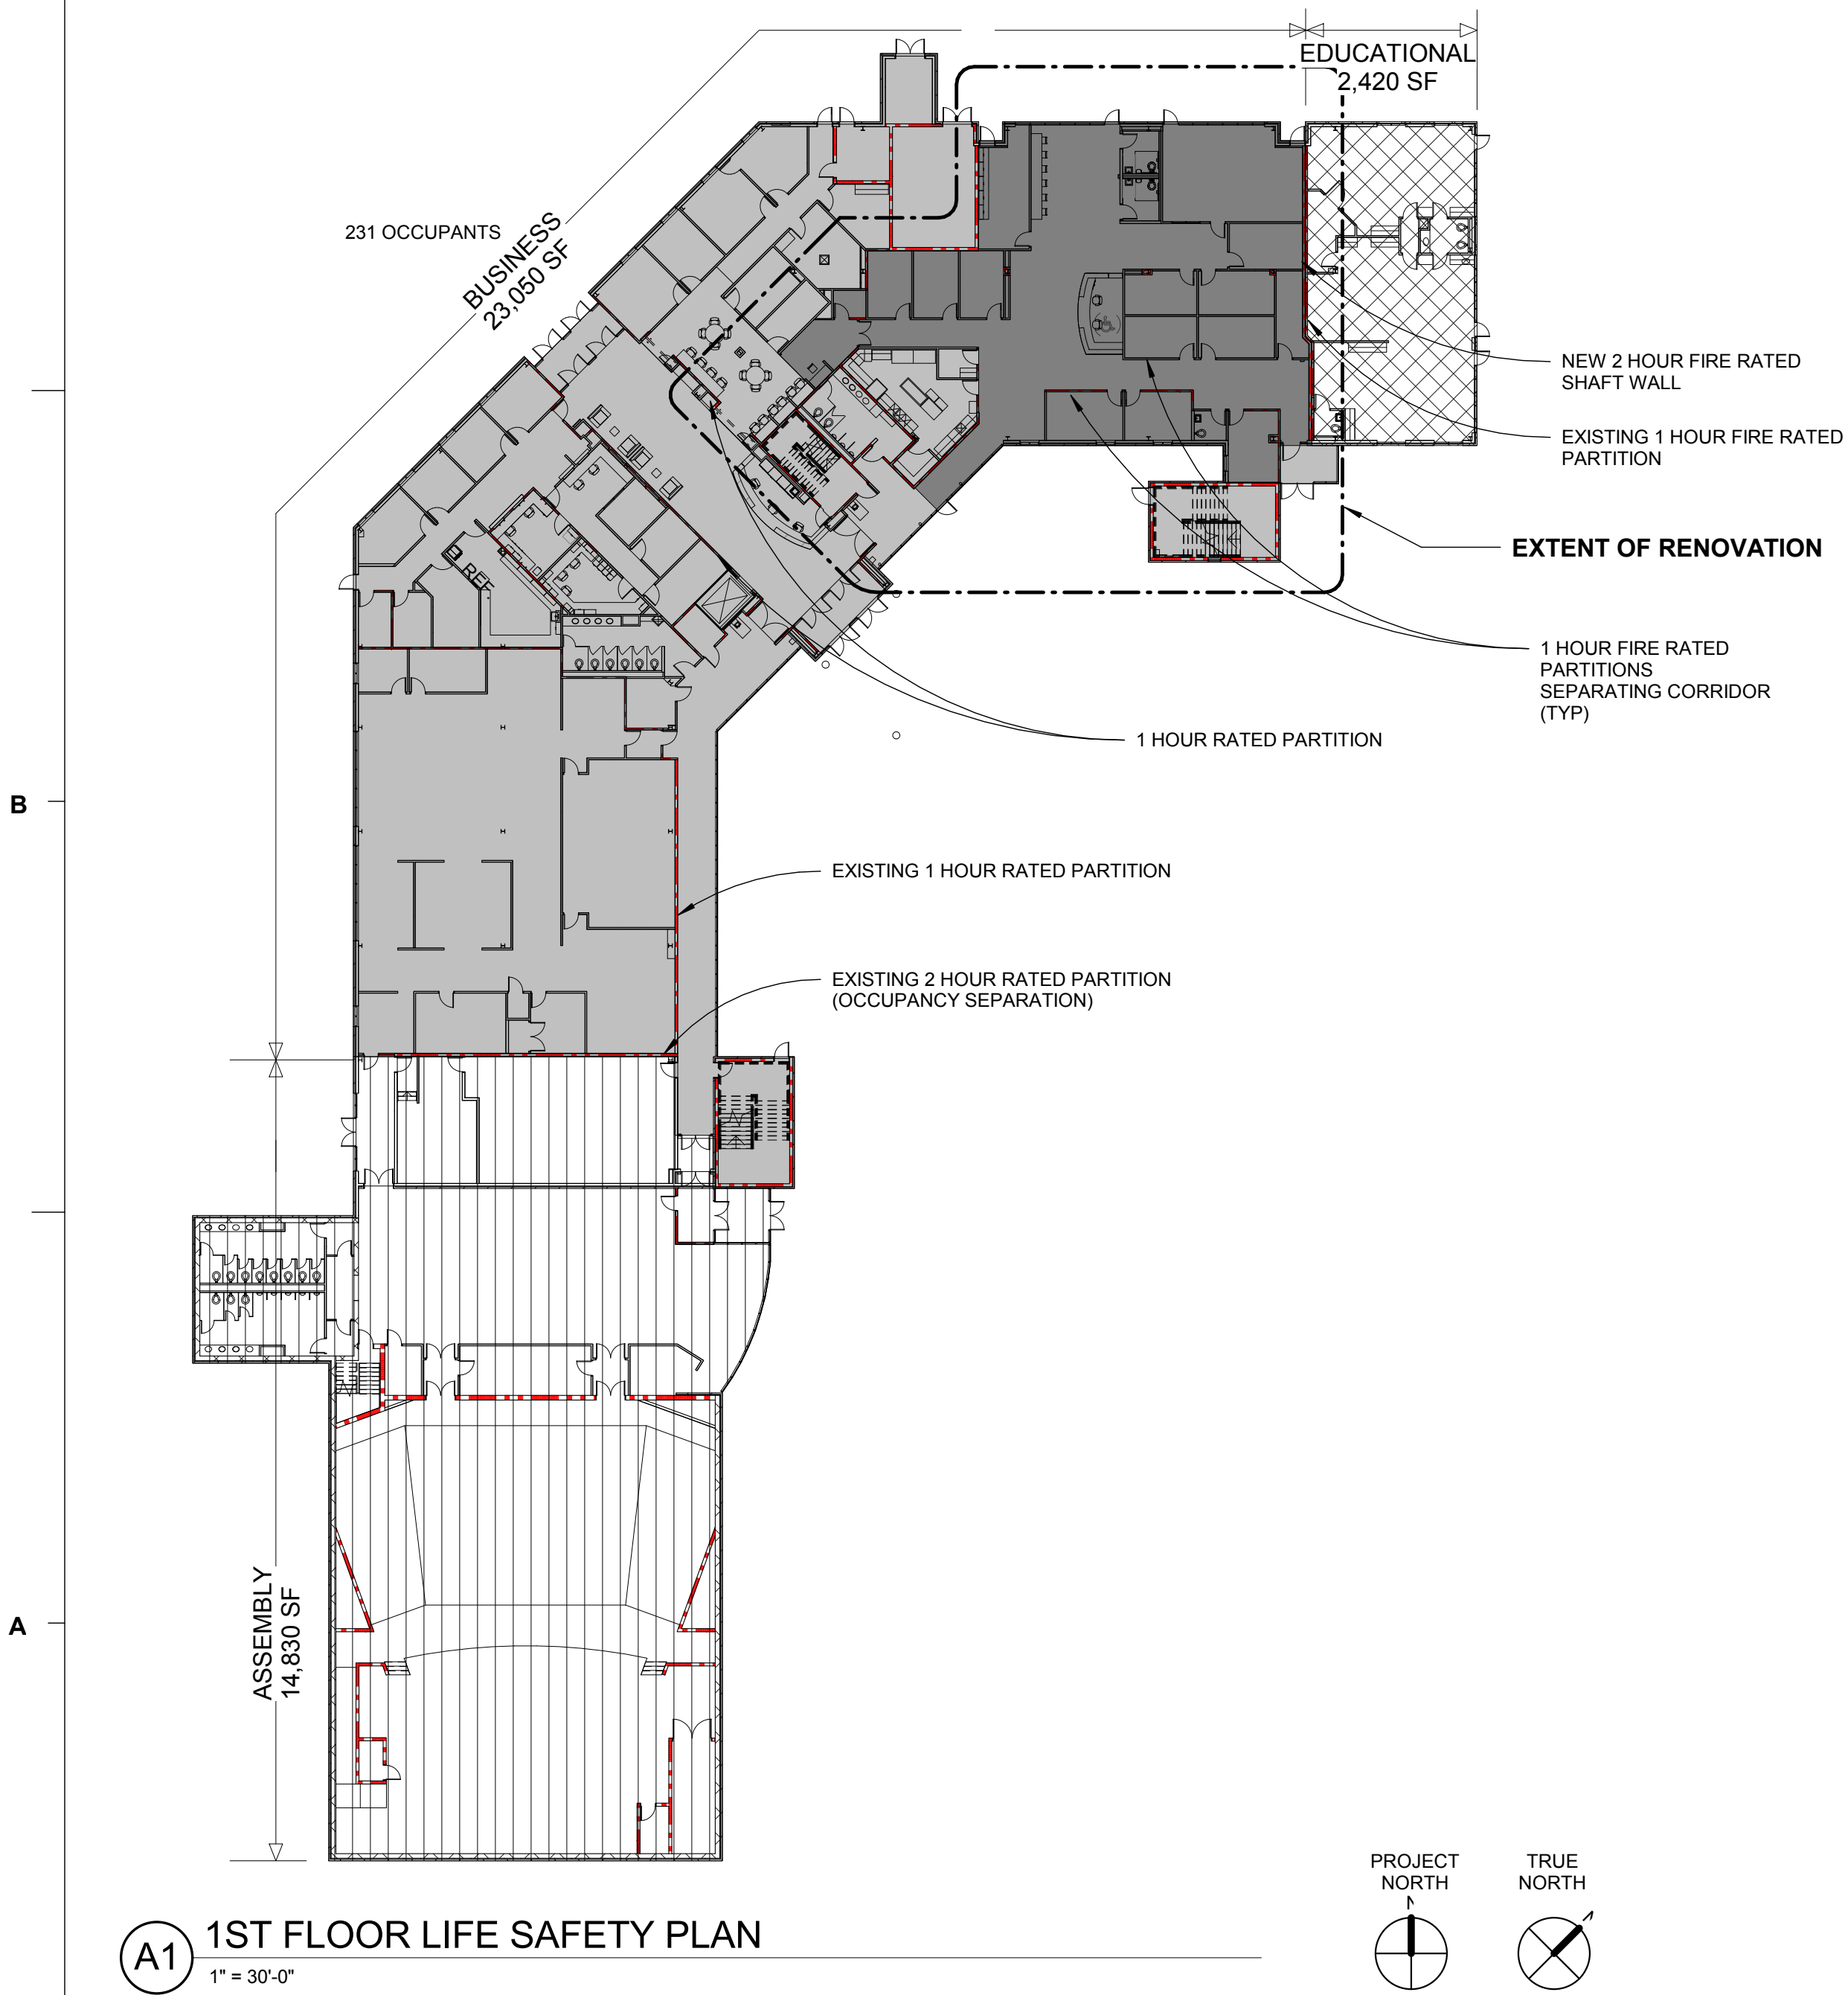 EDUCATIONAL
2,420 SF
231 OCCUPANTS
BUSINESS
23,050 SF
NEW 2 HOUR FIRE RATED
SHAFT WALL
EXISTING 1 HOUR FIRE RATED
PARTITION
EXTENT OF RENOVATION
REF
1 HOUR FIRE RATED
PARTITIONS
SEPARATING CORRIDOR
(TYP)
1 HOUR RATED PARTITION
B
EXISTING 1 HOUR RATED PARTITION
EXISTING 2 HOUR RATED PARTITION
(OCCUPANCY SEPARATION)
A
ASSEMBLY
14,830 SF
PROJECT
NORTH
TRUE
NORTH
A1
1ST FLOOR LIFE SAFETY PLAN
1" = 30'-0"